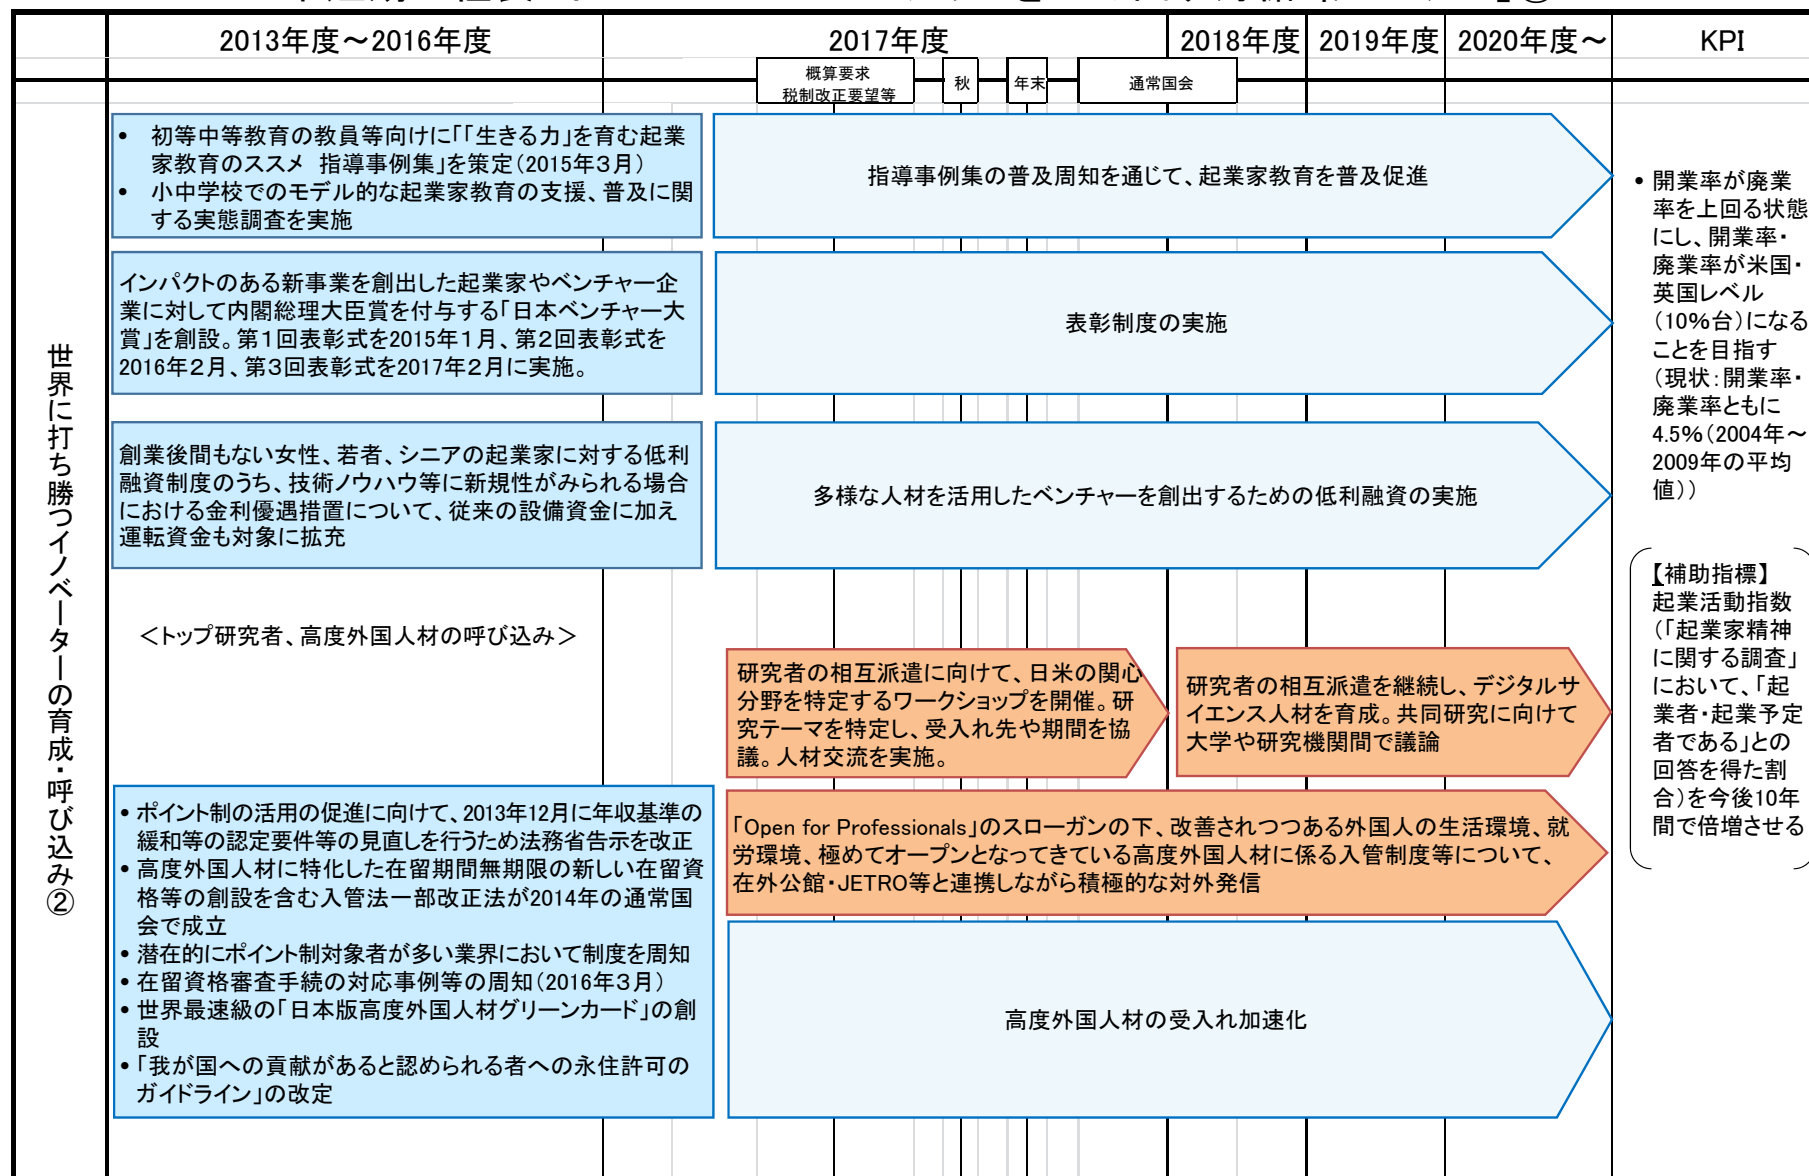 2013年度～2016年度
2017年度
2018年度
2019年度
2020年度～
KPI
概算要求
税制改正要望等
秋
年末
通常国会
世界に打ち勝つイノベーターの育成・呼び込み②
• 初等中等教育の教員等向けに「「生きる力」を育む起業
家教育のススメ 指導事例集」を策定(2015年3月)
• 小中学校でのモデル的な起業家教育の支援、普及に関
する実態調査を実施
指導事例集の普及周知を通じて、起業家教育を普及促進
インパクトのある新事業を創出した起業家やベンチャー企
業に対して内閣総理大臣賞を付与する「日本ベンチャー大
賞」を創設。第1回表彰式を2015年1月、第2回表彰式を
2016年2月、第3回表彰式を2017年2月に実施。
表彰制度の実施
創業後間もない女性、若者、シニアの起業家に対する低利
融資制度のうち、技術ノウハウ等に新規性がみられる場合
における金利優遇措置について、従来の設備資金に加え
運転資金も対象に拡充
多様な人材を活用したベンチャーを創出するための低利融資の実施
＜トップ研究者、高度外国人材の呼び込み＞
研究者の相互派遣に向けて、日米の関心
分野を特定するワークショップを開催。研
究テーマを特定し、受入れ先や期間を協
議。人材交流を実施。
研究者の相互派遣を継続し、デジタルサ
イエンス人材を育成。共同研究に向けて
大学や研究機関間で議論
• ポイント制の活用の促進に向けて、2013年12月に年収基準の
緩和等の認定要件等の見直しを行うため法務省告示を改正
• 高度外国人材に特化した在留期間無期限の新しい在留資
格等の創設を含む入管法一部改正法が2014年の通常国
会で成立
• 潜在的にポイント制対象者が多い業界において制度を周知
• 在留資格審査手続の対応事例等の周知(2016年3月)
• 世界最速級の「日本版高度外国人材グリーンカード」の創
設
• 「我が国への貢献があると認められる者への永住許可の
ガイドライン」の改定
「Open for Professionals」のスローガンの下、改善されつつある外国人の生活環境、就
労環境、極めてオープンとなってきている高度外国人材に係る入管制度等について、
在外公館・JETRO等と連携しながら積極的な対外発信
高度外国人材の受入れ加速化
• 開業率が廃業
率を上回る状態
にし、開業率・
廃業率が米国・
英国レベル
(10%台)になる
ことを目指す
(現状：開業率・
廃業率ともに
4.5%(2004年～
2009年の平均
値))
【補助指標】
起業活動指数
(「起業家精神
に関する調査」
において、「起
業者・起業予定
者である」との
回答を得た割
合)を今後10年
間で倍増させる